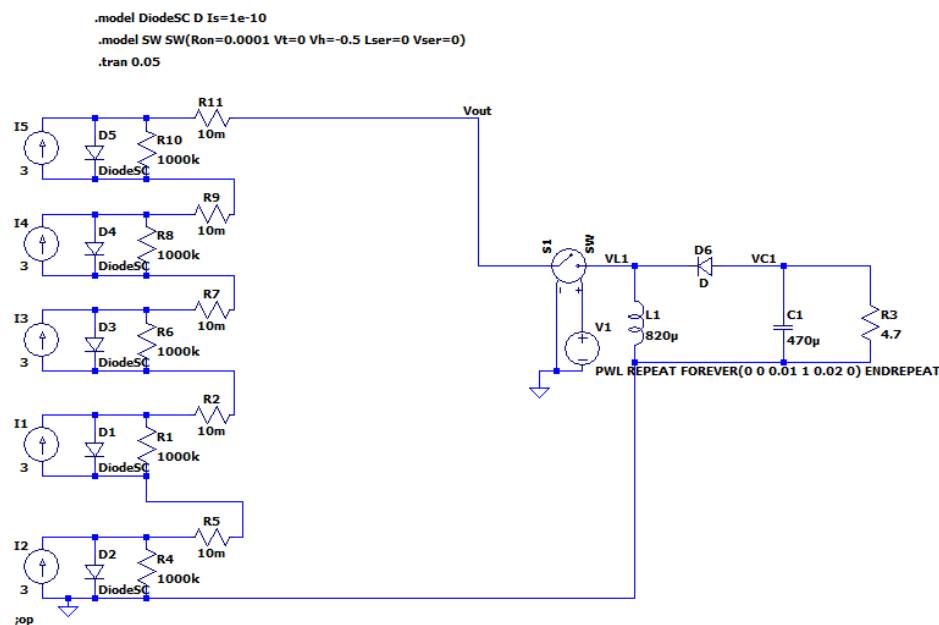 .model DiodeSC D Is=1e-10
.model SW SW(Ron=0.0001 Vt=0 Vh=-0.5 Lser=0 Vser=0)
.tran 0.05
R11
10m
Vout
I5
3
D5
DiodeSC
R10
1000k
R9
10m
I4
3
D4
DiodeSC
R8
1000k
R7
10m
I3
3
D3
DiodeSC
R6
1000k
R2
10m
I1
3
D1
DiodeSC
R1
1000k
R5
10m
I2
3
D2
DiodeSC
R4
1000k
;op
S1
SW
VL1
D6
D
VC1
V1
L1
820µ
C1
470µ
R3
4.7
PWL REPEAT FOREVER(0 0 0.01 1 0.02 0) ENDREPEAT